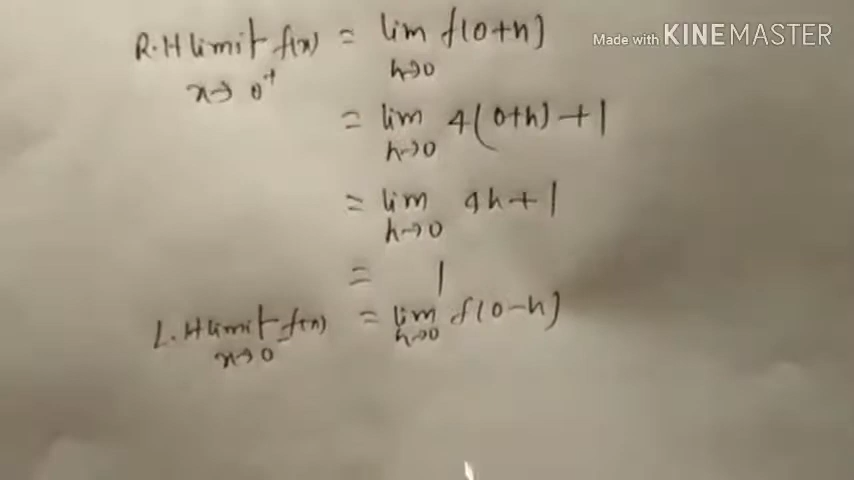 Made with KINEMASTER
R.H limit f(x) = lim f(0+h)
x→0⁺ h→0
= lim 4(0+h)+1
h→0
= lim 4h+1
h→0
= 1
L.H limit f(x) = lim f(0-h)
x→0 h→0